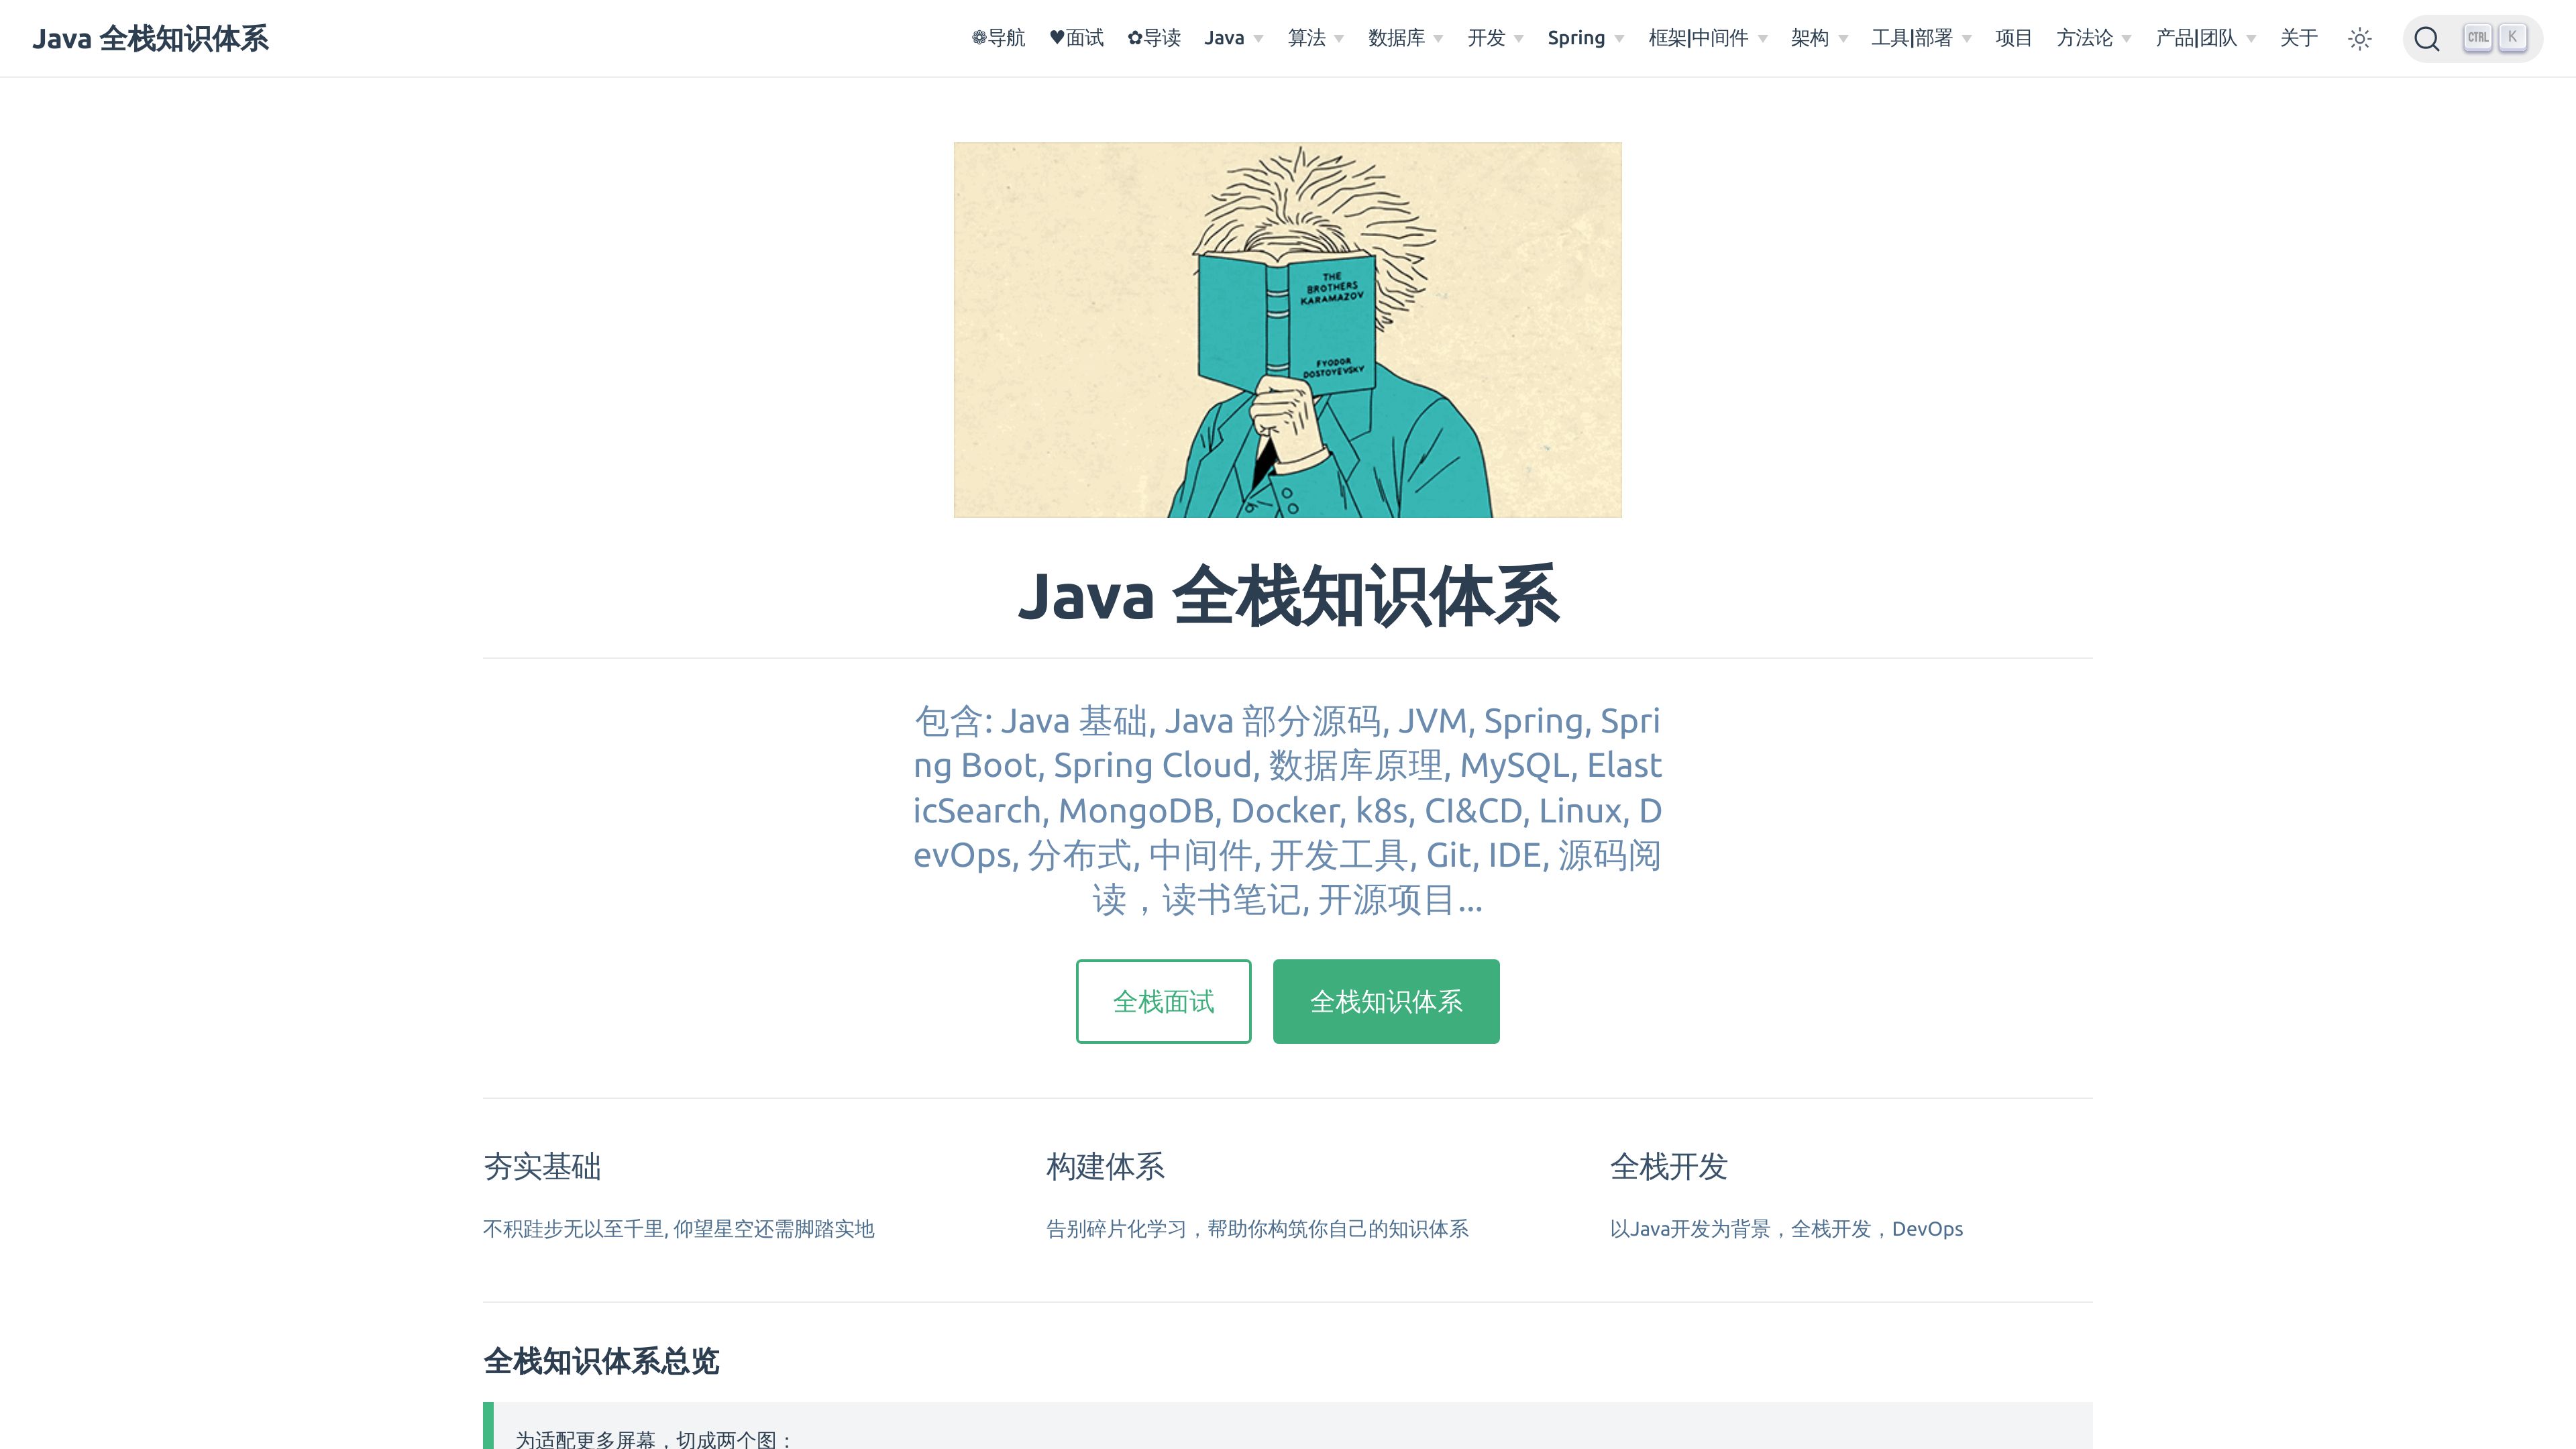 Java 全栈知识体系
❁导航 ♥面试 ✿导读 Java 算法 数据库 开发 Spring 框架|中间件 架构 工具|部署 项目 方法论 产品|团队 关于 CTRL K
THE
BROTHERS
KARAMAZOV
FYODOR
DOSTOYEVSKY
Java 全栈知识体系
包含: Java 基础, Java 部分源码, JVM, Spring, Spri
ng Boot, Spring Cloud, 数据库原理, MySQL, Elast
icSearch, MongoDB, Docker, k8s, CI&CD, Linux, D
evOps, 分布式, 中间件, 开发工具, Git, IDE, 源码阅
读，读书笔记, 开源项目...
全栈面试 全栈知识体系
夯实基础
不积跬步无以至千里, 仰望星空还需脚踏实地
构建体系
告别碎片化学习，帮助你构筑你自己的知识体系
全栈开发
以Java开发为背景，全栈开发，DevOps
全栈知识体系总览
为适配更多屏幕，切成两个图：